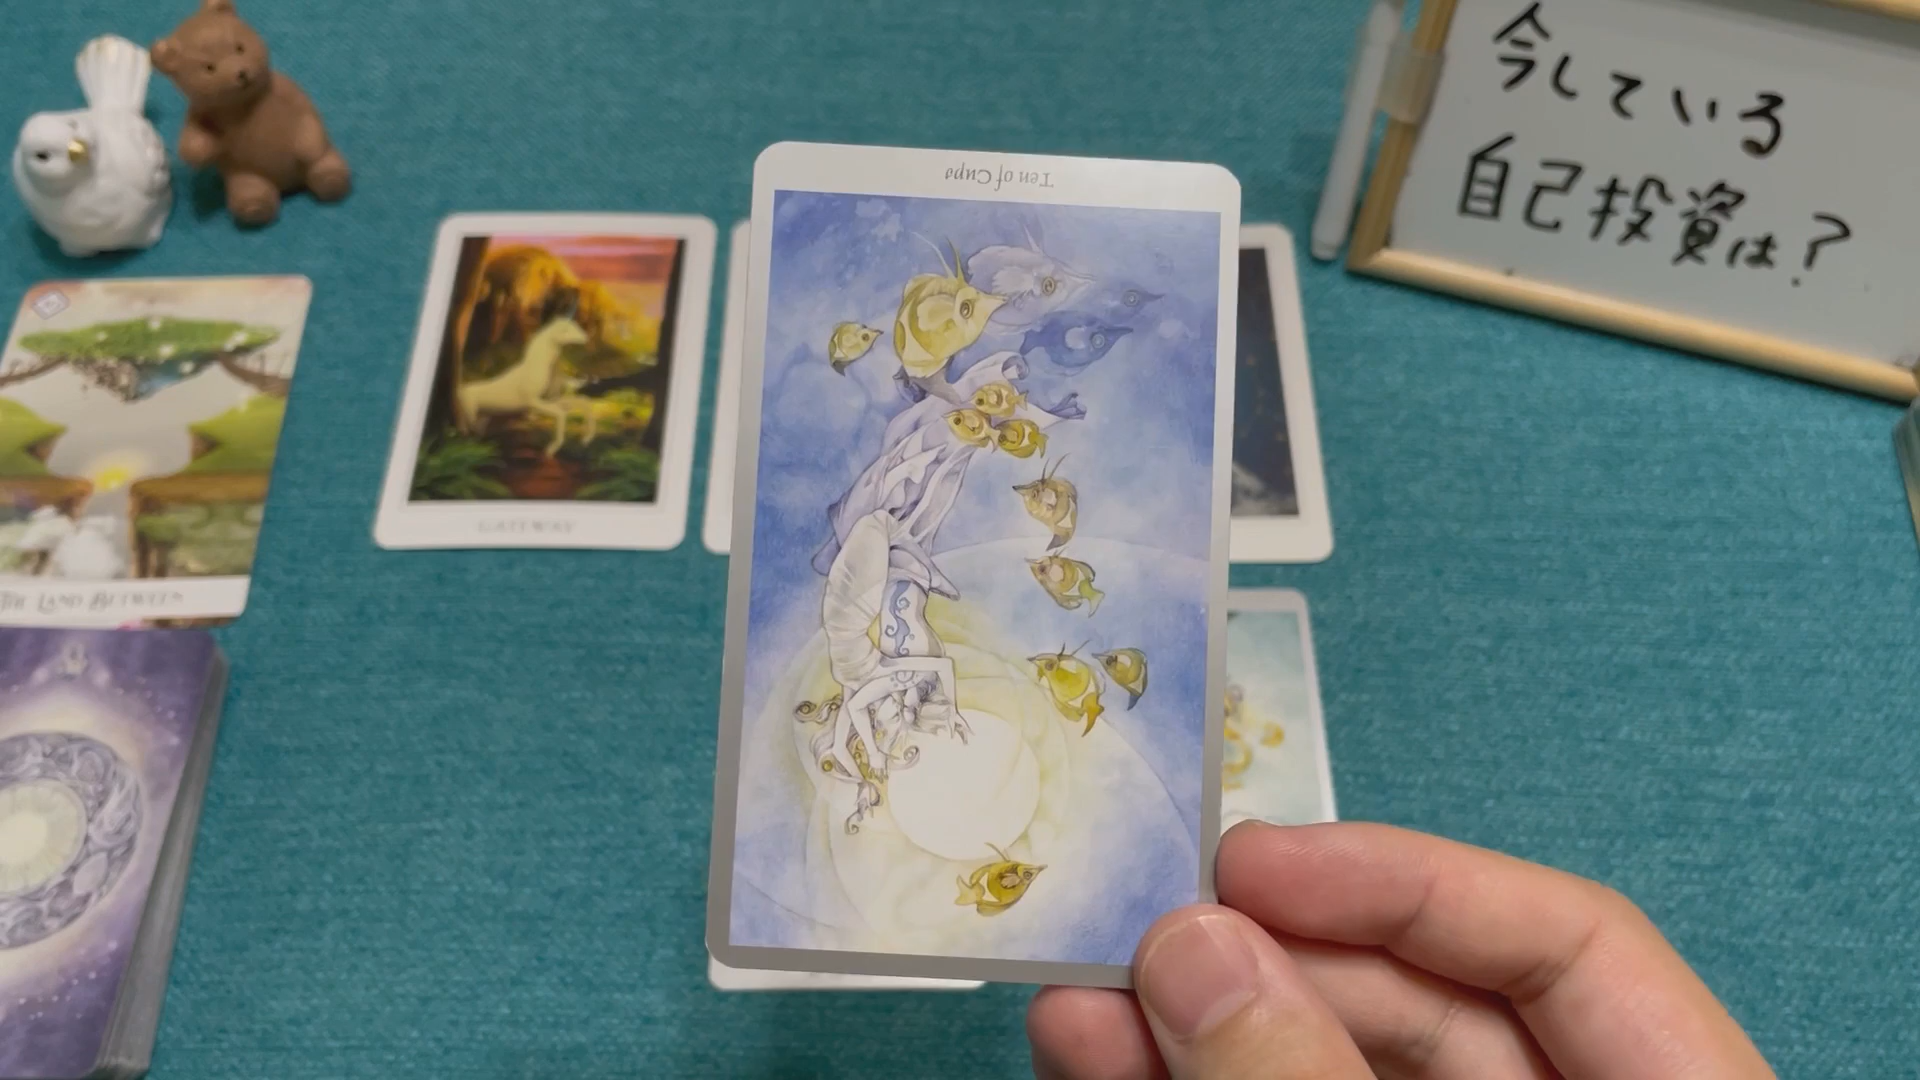 今している
自己投資は？
Ten of Cups
GATEWAY
THE LAND BETWEEN